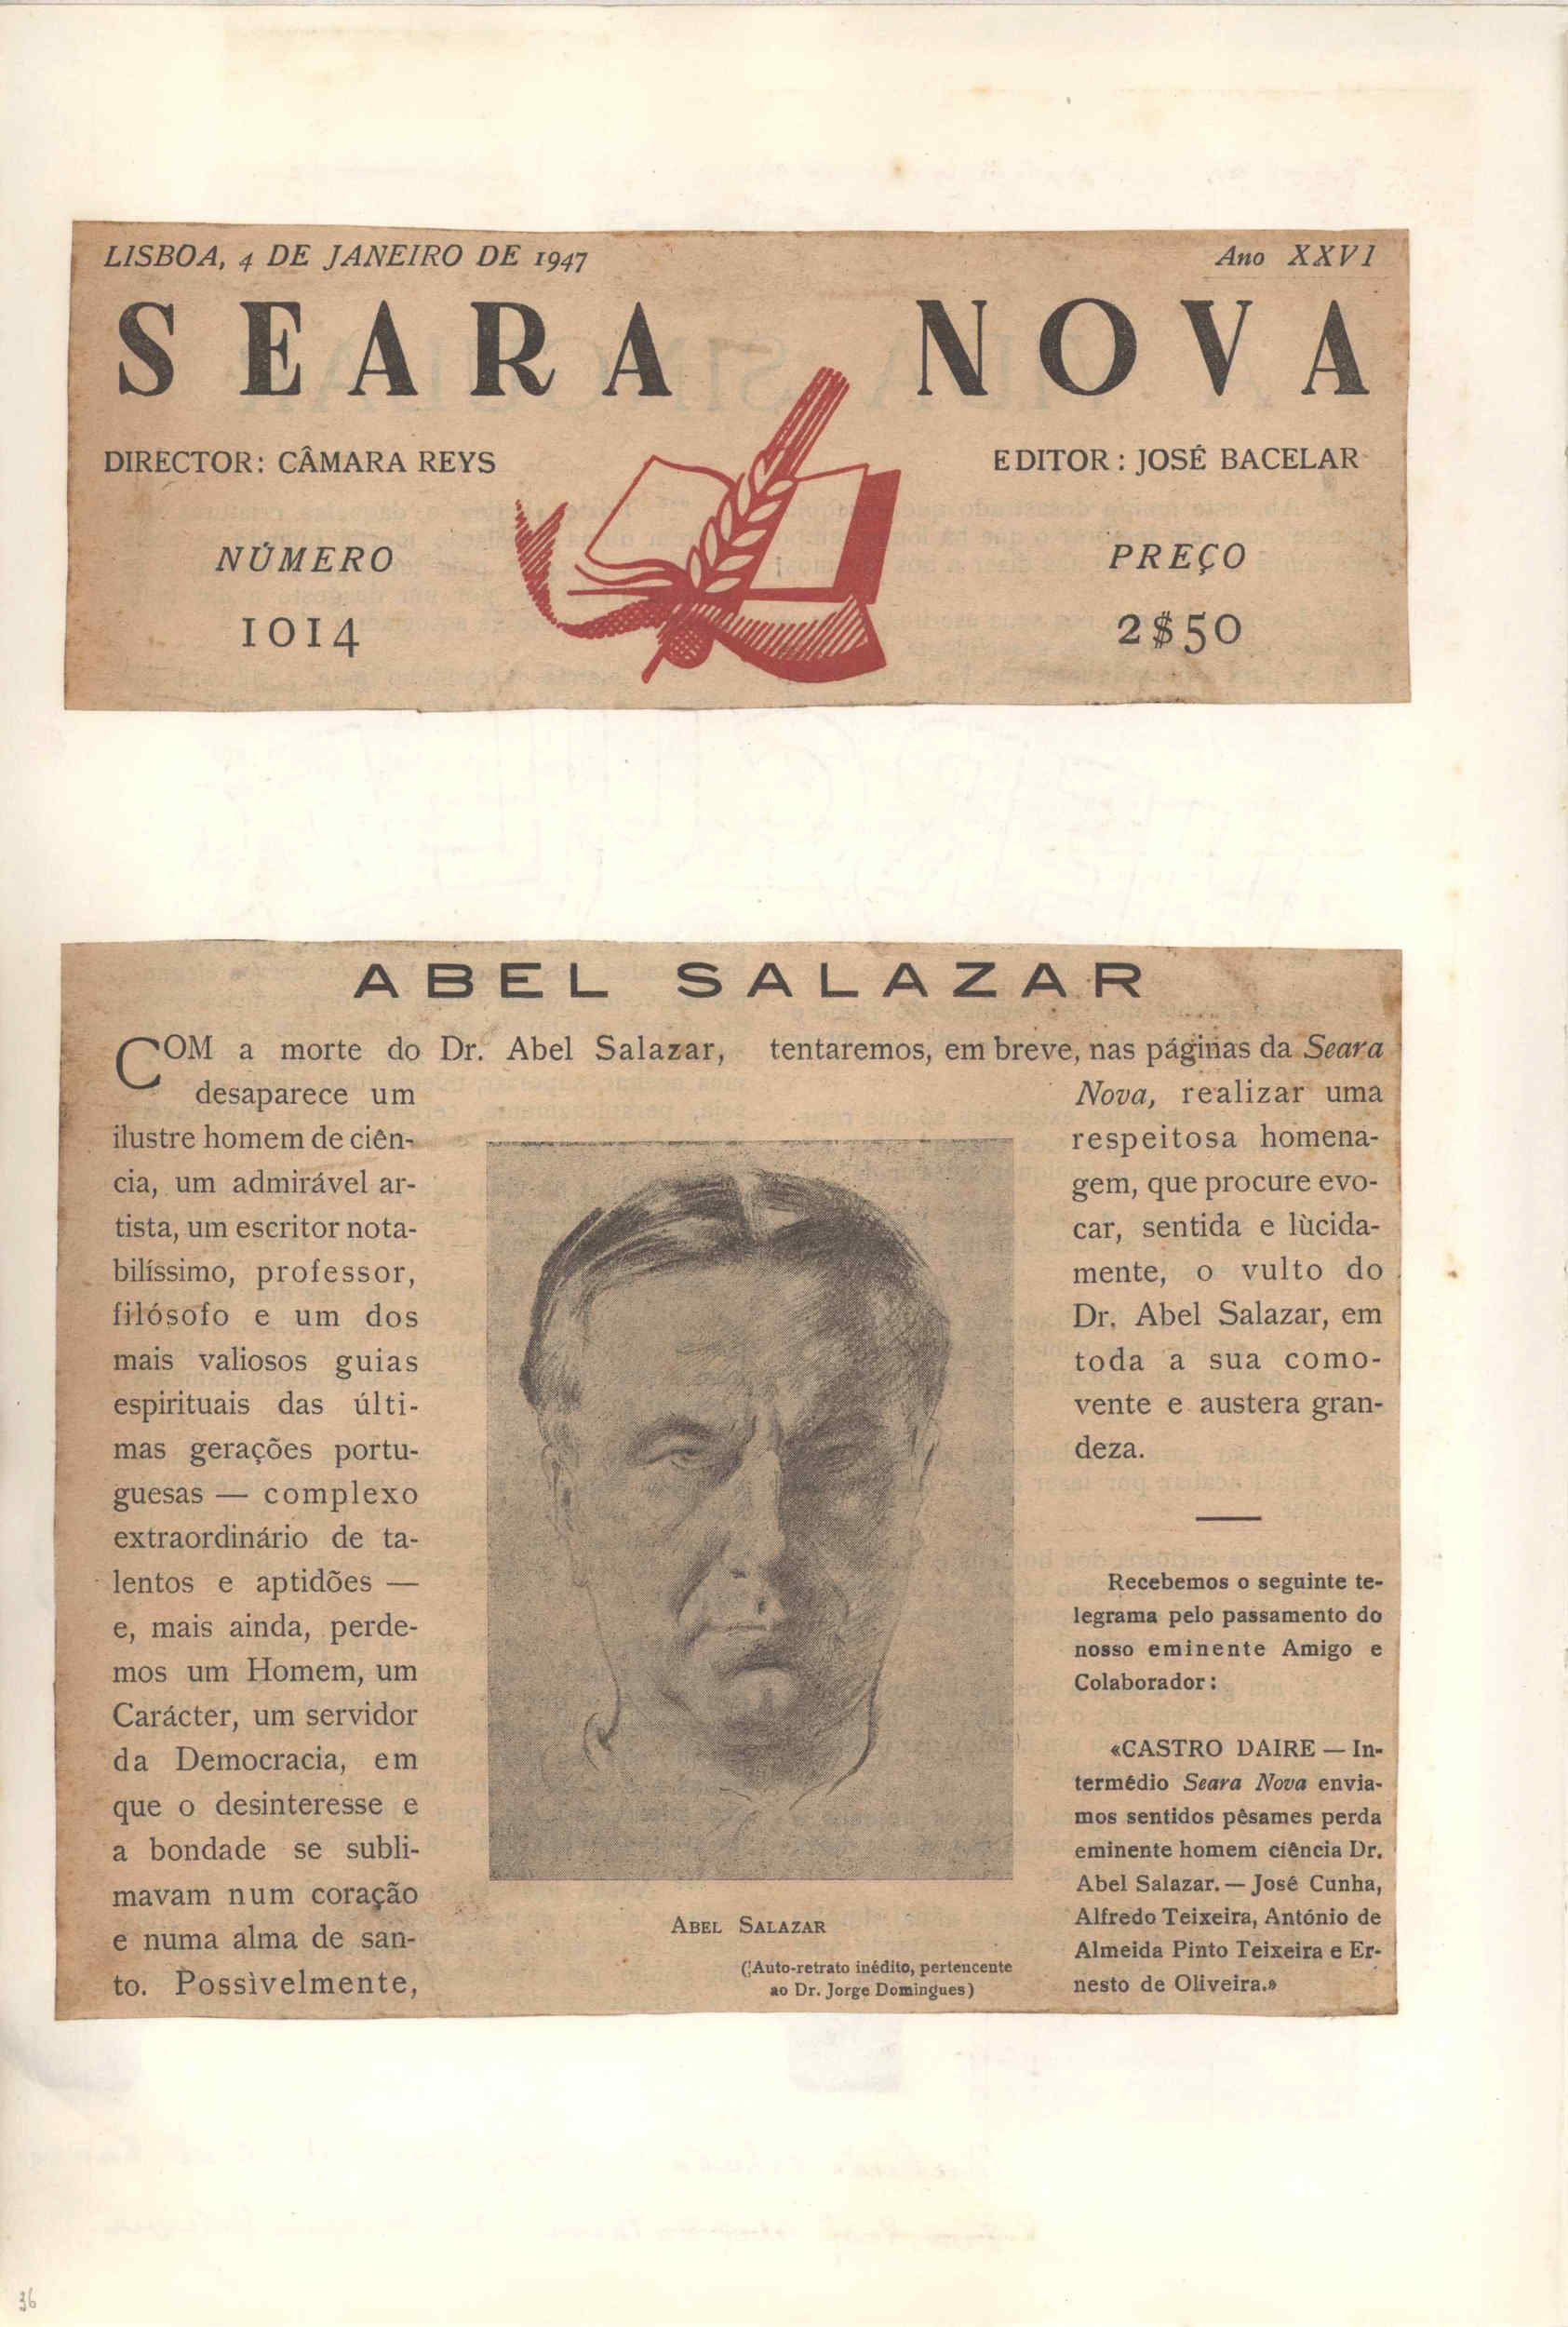 LISBOA, 4 DE JANEIRO DE 1947
Ano XXVI
SEARA NOVA
DIRECTOR: CÂMARA REYS
EDITOR: JOSÉ BACELAR
NÚMERO
1014
PREÇO
2$50
ABEL SALAZAR
COM a morte do Dr. Abel Salazar,
desaparece um
ilustre homem de ciên-
cia, um admirável ar-
tista, um escritor nota-
bilíssimo, professor,
filósofo e um dos
mais valiosos guias
espirituais das últi-
mas gerações portu-
guesas — complexo
extraordinário de ta-
lentos e aptidões —
e, mais ainda, perde-
mos um Homem, um
Carácter, um servidor
da Democracia, em
que o desinteresse e
a bondade se subli-
mavam num coração
e numa alma de san-
to. Possìvelmente,
tentaremos, em breve, nas páginas da Seara
Nova, realizar uma
respeitosa homena-
gem, que procure evo-
car, sentida e lùcida-
mente, o vulto do
Dr. Abel Salazar, em
toda a sua como-
vente e austera gran-
deza.
Recebemos o seguinte te-
legrama pelo passamento do
nosso eminente Amigo e
Colaborador:
«CASTRO DAIRE — In-
termédio Seara Nova envia-
mos sentidos pêsames perda
eminente homem ciência Dr.
Abel Salazar. — José Cunha,
Alfredo Teixeira, António de
Almeida Pinto Teixeira e Er-
nesto de Oliveira.»
ABEL SALAZAR
(Auto-retrato inédito, pertencente
ao Dr. Jorge Domingues)
36